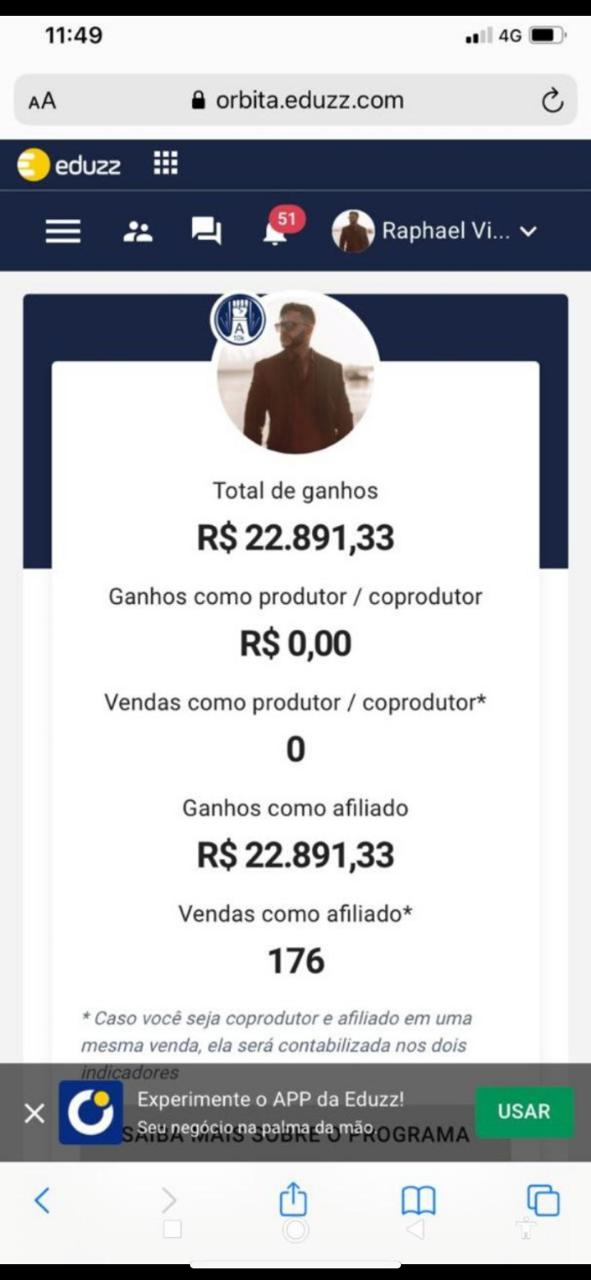 11:49
4G
AA
orbita.eduzz.com
eduzz
51
Raphael Vi...
A
10K
Total de ganhos
R$ 22.891,33
Ganhos como produtor / coprodutor
R$ 0,00
Vendas como produtor / coprodutor*
0
Ganhos como afiliado
R$ 22.891,33
Vendas como afiliado*
176
* Caso você seja coprodutor e afiliado em uma
mesma venda, ela será contabilizada nos dois
indicadores
Experimente o APP da Eduzz!
Seu negócio na palma da mão.
USAR
SAIBA MAIS SOBRE O PROGRAMA